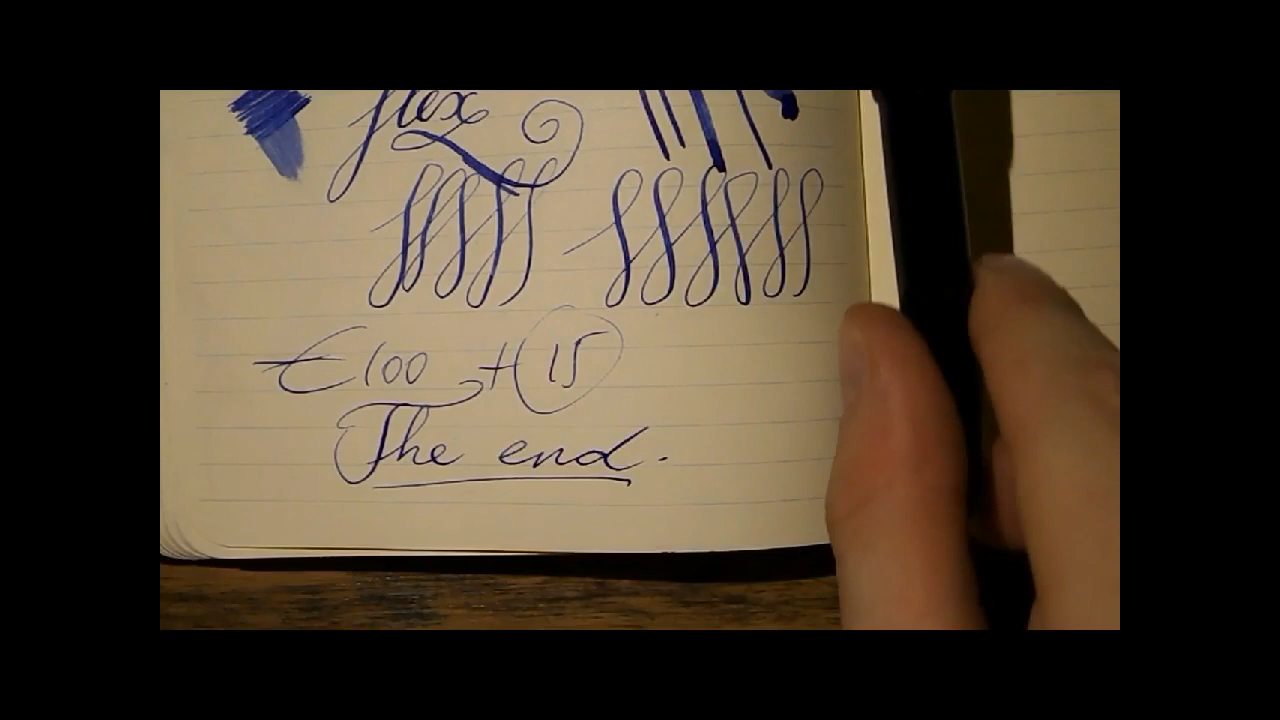 flex
€100 + 15
The end.